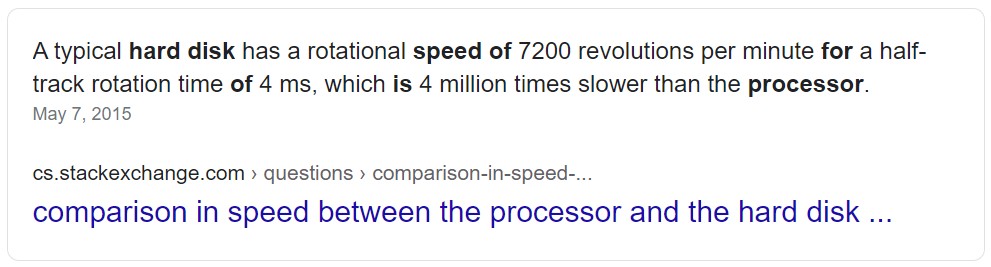 A typical hard disk has a rotational speed of 7200 revolutions per minute for a half-
track rotation time of 4 ms, which is 4 million times slower than the processor.
May 7, 2015
cs.stackexchange.com › questions › comparison-in-speed-...
comparison in speed between the processor and the hard disk ...